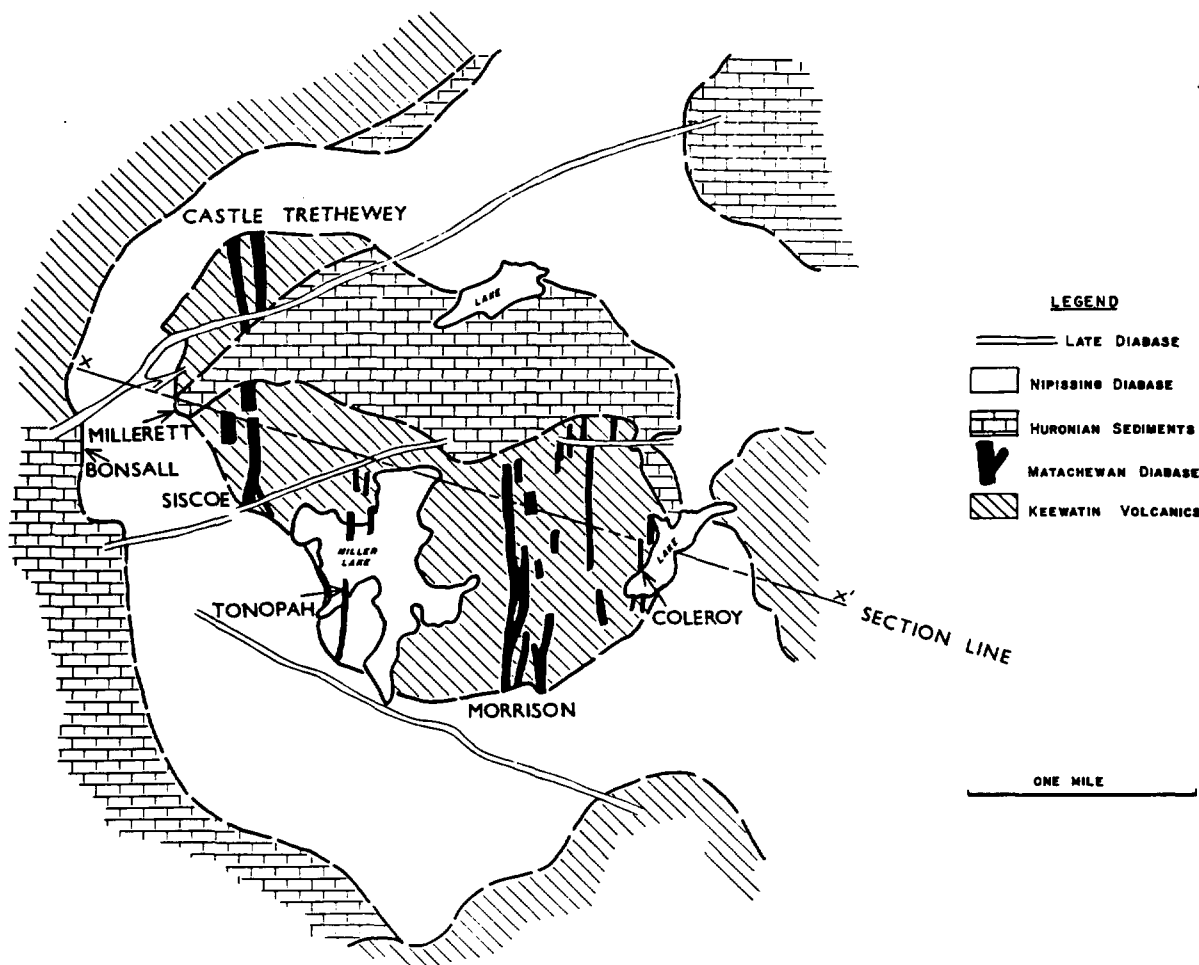 CASTLE TRETHEWEY
LAKE
X
MILLERETT
BONSALL
SISCOE
MILLER
LAKE
LAKE
TONOPAH
COLEROY
X'
SECTION LINE
MORRISON
LEGEND
LATE DIABASE
NIPISSING DIABASE
HURONIAN SEDIMENTS
MATACHEWAN DIABASE
KEEWATIN VOLCANICS
ONE MILE